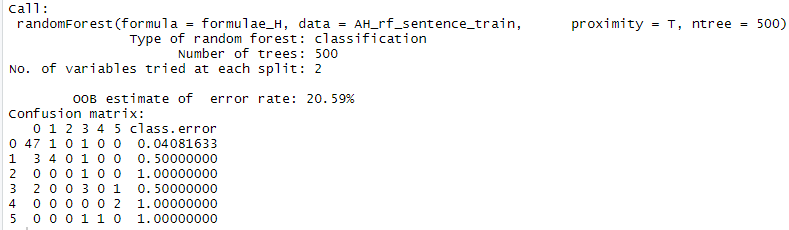 Call:
 randomForest(formula = formulae_H, data = AH_rf_sentence_train,      proximity = T, ntree = 500)
               Type of random forest: classification
                     Number of trees: 500
No. of variables tried at each split: 2

        OOB estimate of  error rate: 20.59%
Confusion matrix:
   0 1 2 3 4 5 class.error
0 47 1 0 1 0 0  0.04081633
1  3 4 0 1 0 0  0.50000000
2  0 0 0 1 0 0  1.00000000
3  2 0 0 3 0 1  0.50000000
4  0 0 0 0 0 2  1.00000000
5  0 0 0 1 1 0  1.00000000